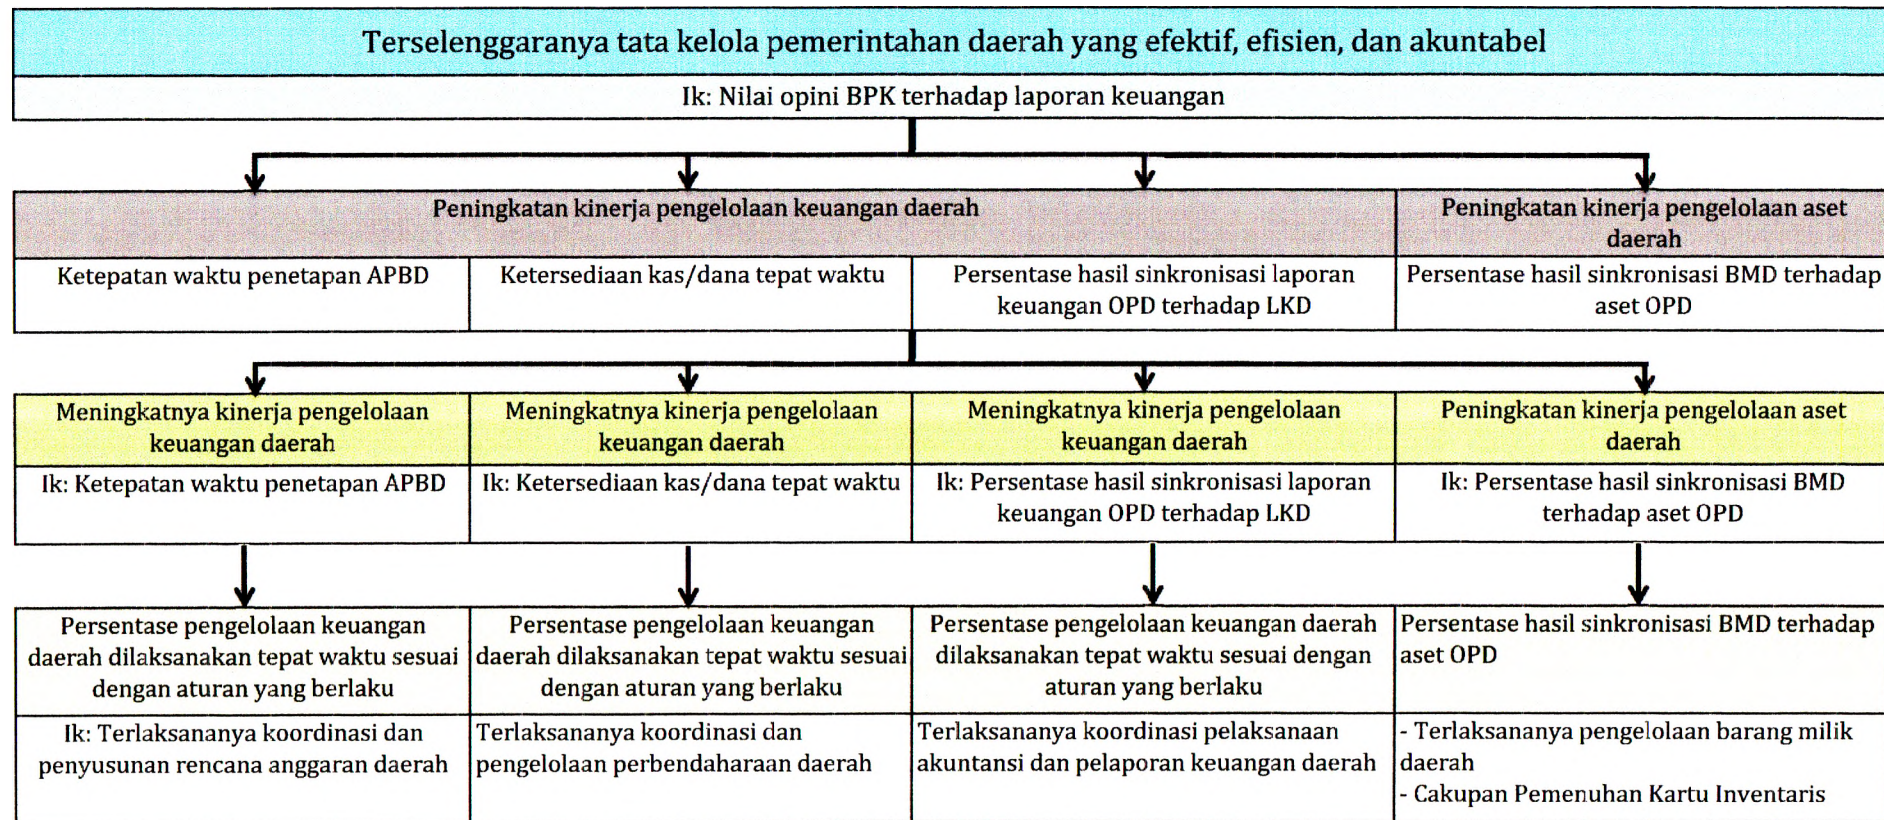 Terselenggaranya tata kelola pemerintahan daerah yang efektif, efisien, dan akuntabel
Ik: Nilai opini BPK terhadap laporan keuangan
Peningkatan kinerja pengelolaan keuangan daerah
Peningkatan kinerja pengelolaan aset
daerah
Ketepatan waktu penetapan APBD
Ketersediaan kas/dana tepat waktu
Persentase hasil sinkronisasi laporan
keuangan OPD terhadap LKD
Persentase hasil sinkronisasi BMD terhadap
aset OPD
Meningkatnya kinerja pengelolaan
keuangan daerah
Meningkatnya kinerja pengelolaan
keuangan daerah
Meningkatnya kinerja pengelolaan
keuangan daerah
Peningkatan kinerja pengelolaan aset
daerah
Ik: Ketepatan waktu penetapan APBD
Ik: Ketersediaan kas/dana tepat waktu
Ik: Persentase hasil sinkronisasi laporan
keuangan OPD terhadap LKD
Ik: Persentase hasil sinkronisasi BMD
terhadap aset OPD
Persentase pengelolaan keuangan
daerah dilaksanakan tepat waktu sesuai
dengan aturan yang berlaku
Persentase pengelolaan keuangan
daerah dilaksanakan tepat waktu sesuai
dengan aturan yang berlaku
Persentase pengelolaan keuangan daerah
dilaksanakan tepat waktu sesuai dengan
aturan yang berlaku
Persentase hasil sinkronisasi BMD terhadap
aset OPD
Ik: Terlaksananya koordinasi dan
penyusunan rencana anggaran daerah
Terlaksananya koordinasi dan
pengelolaan perbendaharaan daerah
Terlaksananya koordinasi pelaksanaan
akuntansi dan pelaporan keuangan daerah
- Terlaksananya pengelolaan barang milik
daerah
- Cakupan Pemenuhan Kartu Inventaris